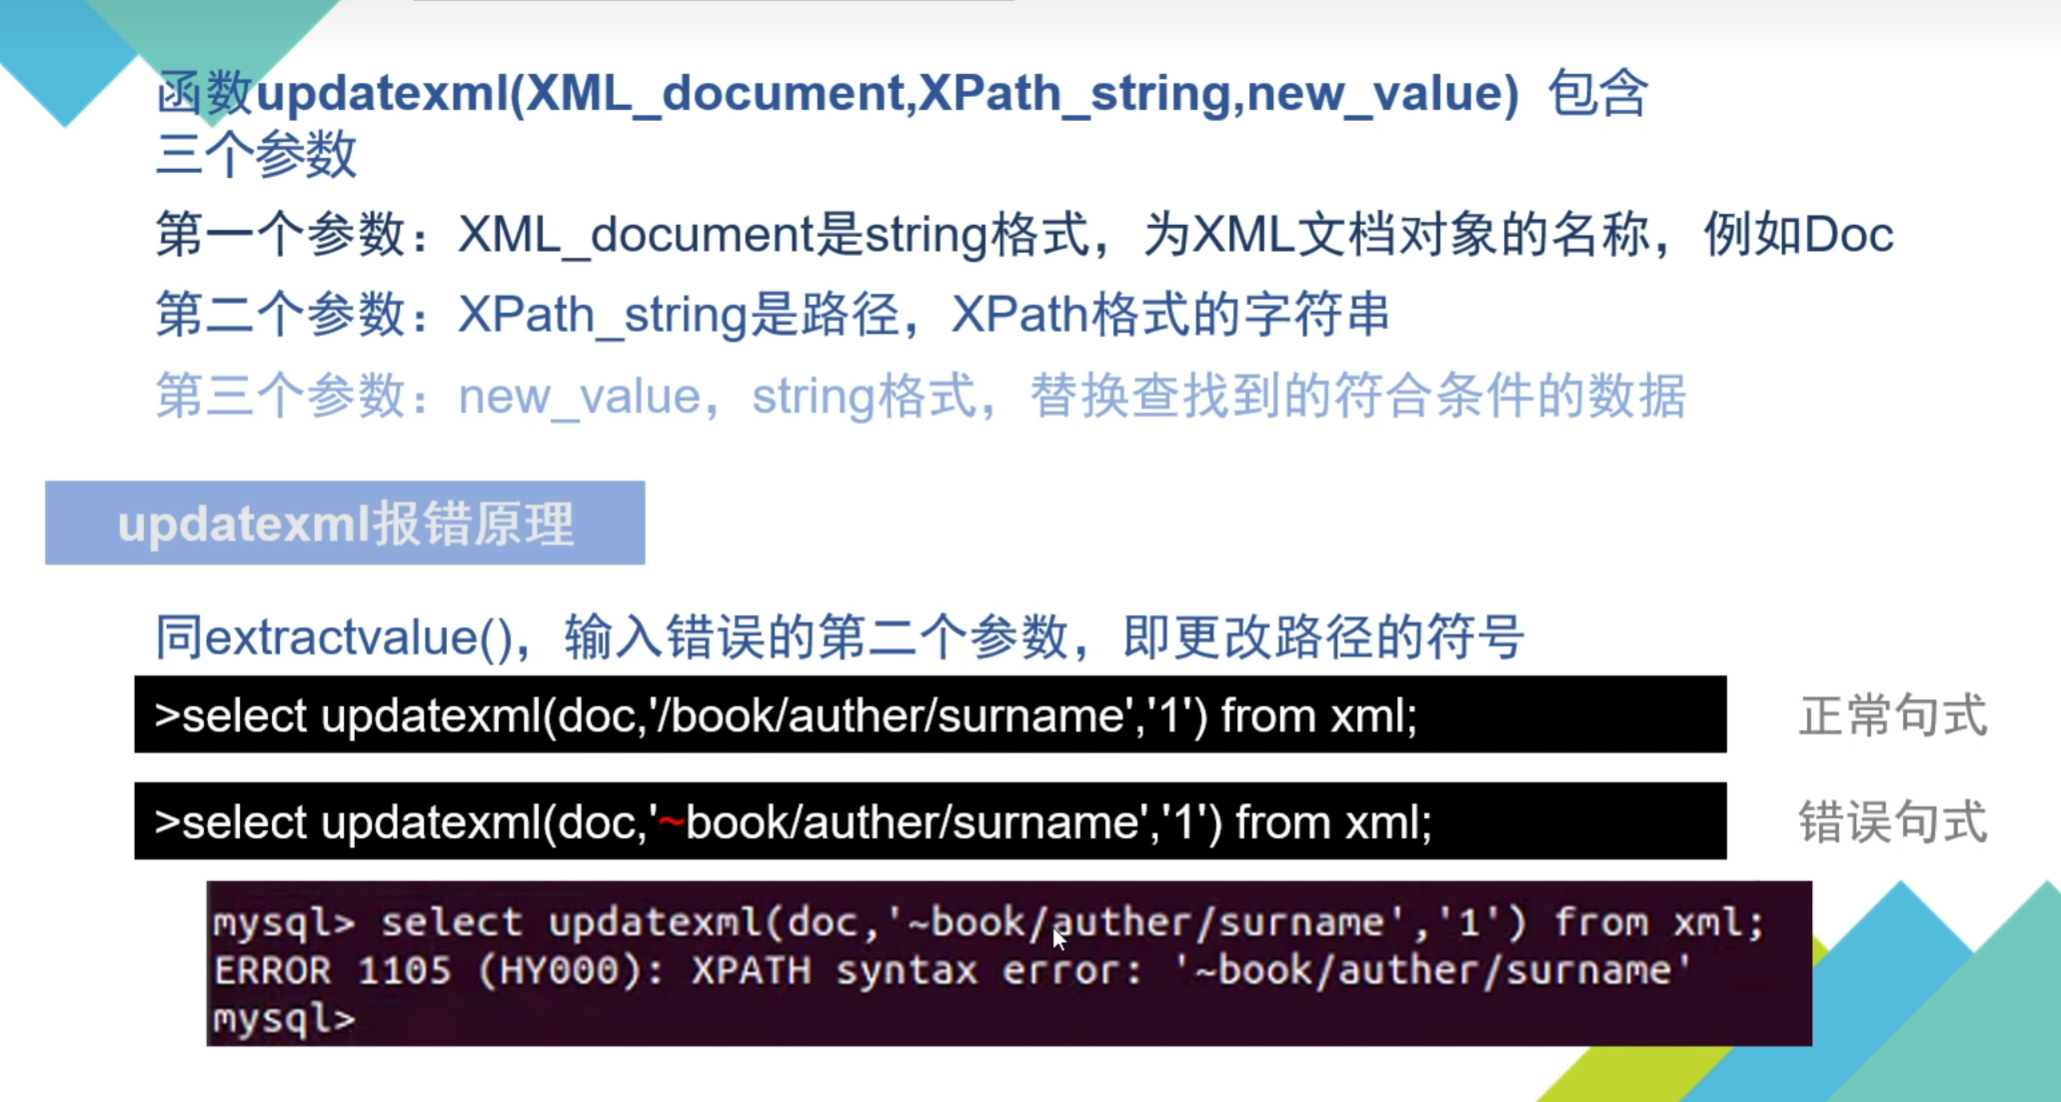 函数updatexml(XML_document,XPath_string,new_value) 包含
三个参数
第一个参数：XML_document是string格式，为XML文档对象的名称，例如Doc
第二个参数：XPath_string是路径，XPath格式的字符串
第三个参数：new_value，string格式，替换查找到的符合条件的数据
updatexml报错原理
同extractvalue()，输入错误的第二个参数，即更改路径的符号
>select updatexml(doc,'/book/auther/surname','1') from xml;
正常句式
>select updatexml(doc,'~book/auther/surname','1') from xml;
错误句式
mysql> select updatexml(doc,'~book/auther/surname','1') from xml;
ERROR 1105 (HY000): XPATH syntax error: '~book/auther/surname'
mysql>